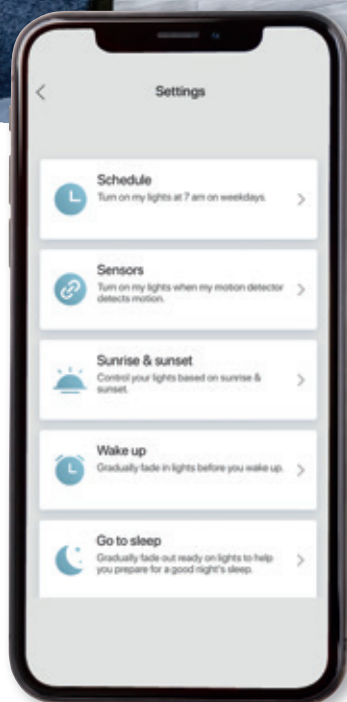 Settings
Schedule
Turn on my lights at 7 am on weekdays.
Sensors
Turn on my lights when my motion detector
detects motion.
Sunrise & sunset
Control your lights based on sunrise &
sunset.
Wake up
Gradually fade in lights before you wake up.
Go to sleep
Gradually fade out ready on lights to help
you prepare for a good night's sleep.